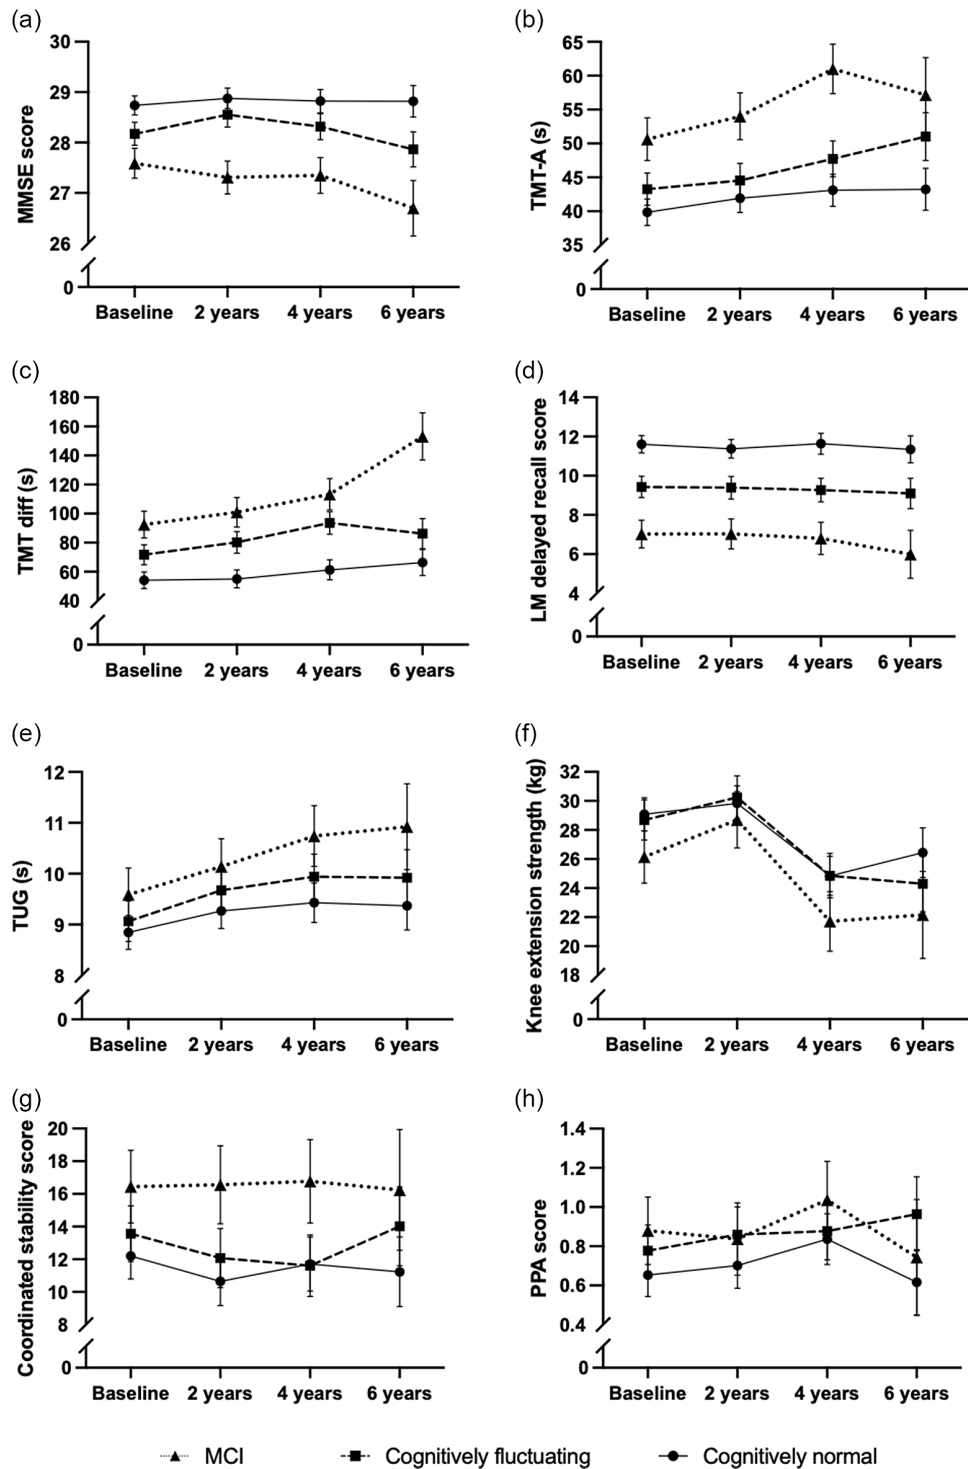 (a)
MMSE score
30
29
28
27
26
0
Baseline 2 years 4 years 6 years
(b)
TMT-A (s)
65
60
55
50
45
40
35
0
Baseline 2 years 4 years 6 years
(c)
TMT diff (s)
180
160
140
120
100
80
60
40
0
Baseline 2 years 4 years 6 years
(d)
LM delayed recall score
14
12
10
8
6
4
0
Baseline 2 years 4 years 6 years
(e)
TUG (s)
12
11
10
9
8
0
Baseline 2 years 4 years 6 years
(f)
Knee extension strength (kg)
32
30
28
26
24
22
20
18
0
Baseline 2 years 4 years 6 years
(g)
Coordinated stability score
20
18
16
14
12
10
8
0
Baseline 2 years 4 years 6 years
(h)
PPA score
1.4
1.2
1.0
0.8
0.6
0.4
0
Baseline 2 years 4 years 6 years
MCI Cognitively fluctuating Cognitively normal